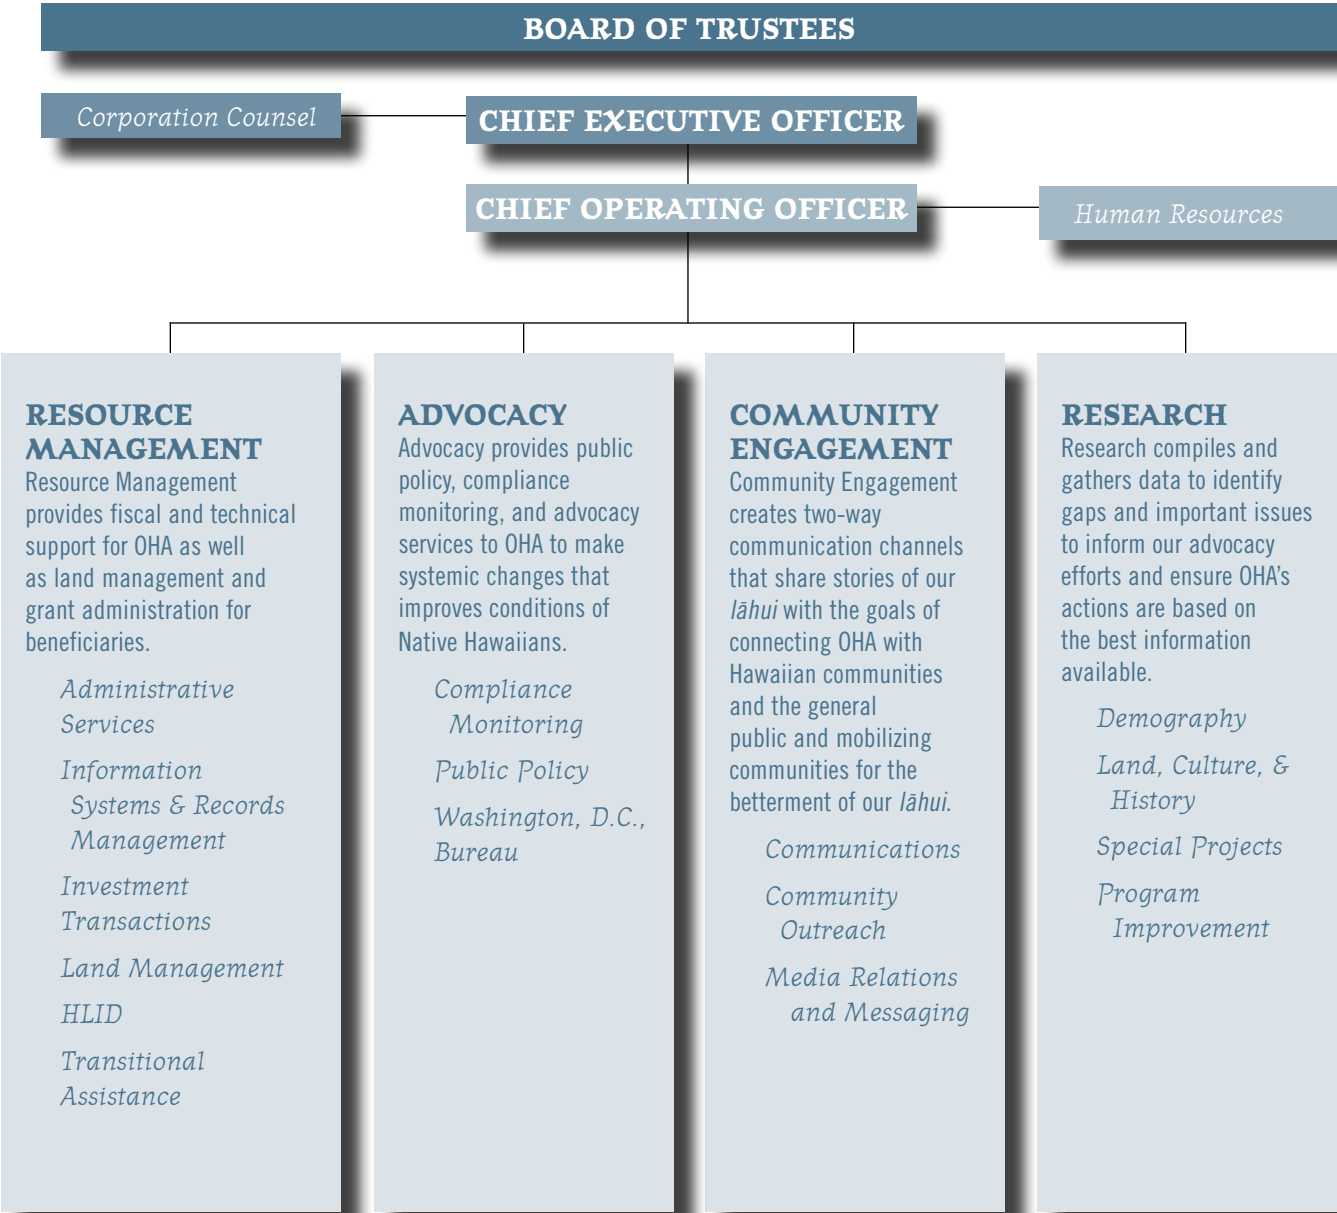 BOARD OF TRUSTEES
Corporation Counsel
CHIEF EXECUTIVE OFFICER
CHIEF OPERATING OFFICER
Human Resources
RESOURCE
MANAGEMENT
Resource Management
provides fiscal and technical
support for OHA as well
as land management and
grant administration for
beneficiaries.
Administrative
Services
Information
Systems & Records
Management
Investment
Transactions
Land Management
HLID
Transitional
Assistance
ADVOCACY
Advocacy provides public
policy, compliance
monitoring, and advocacy
services to OHA to make
systemic changes that
improves conditions of
Native Hawaiians.
Compliance
Monitoring
Public Policy
Washington, D.C.,
Bureau
COMMUNITY
ENGAGEMENT
Community Engagement
creates two-way
communication channels
that share stories of our
lāhui with the goals of
connecting OHA with
Hawaiian communities
and the general
public and mobilizing
communities for the
betterment of our lāhui.
Communications
Community
Outreach
Media Relations
and Messaging
RESEARCH
Research compiles and
gathers data to identify
gaps and important issues
to inform our advocacy
efforts and ensure OHA’s
actions are based on
the best information
available.
Demography
Land, Culture, &
History
Special Projects
Program
Improvement